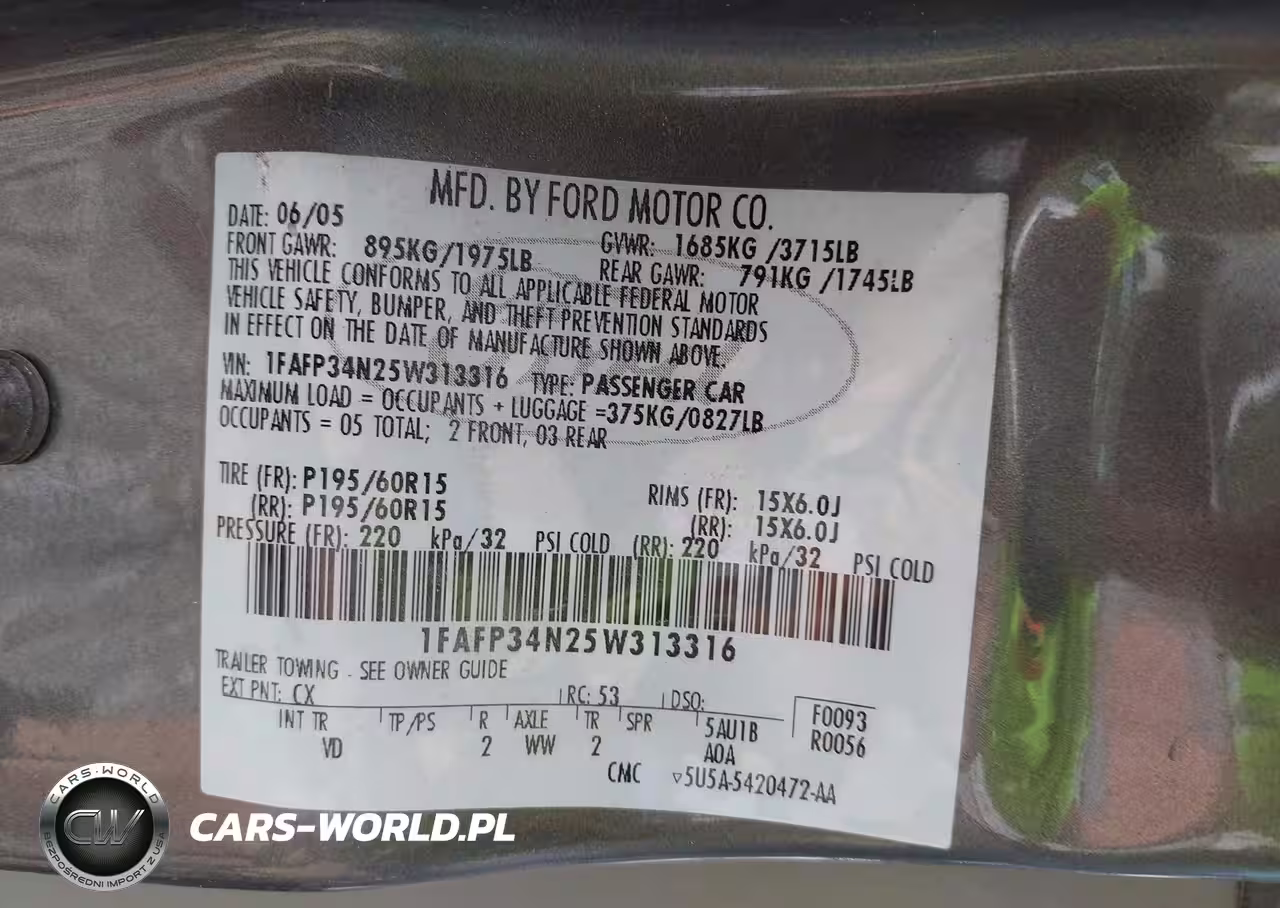 MFD. BY FORD MOTOR CO.
DATE: 06/05
GVWR: 1685KG /3715LB
FRONT GAWR: 895KG/1975LB
REAR GAWR: 791KG /1745LB
THIS VEHICLE CONFORMS TO ALL APPLICABLE FEDERAL MOTOR
VEHICLE SAFETY, BUMPER, AND THEFT PREVENTION STANDARDS
IN EFFECT ON THE DATE OF MANUFACTURE SHOWN ABOVE.
VIN: 1FAFP34N25W313316 TYPE: PASSENGER CAR
MAXIMUM LOAD = OCCUPANTS + LUGGAGE =375KG/0827LB
OCCUPANTS = 05 TOTAL; 2 FRONT, 03 REAR
TIRE (FR): P195/60R15 RIMS (FR): 15X6.0J
(RR): P195/60R15 (RR): 15X6.0J
PRESSURE (FR): 220 kPa/32 PSI COLD (RR): 220 kPa/32 PSI COLD
1FAFP34N25W313316
TRAILER TOWING - SEE OWNER GUIDE
EXT PNT: CX RC: 53 DSO:
INT TR TP/PS R AXLE TR SPR 5AU1B F0093
VD 2 WW 2 A0A R0056
CMC ▽5U5A-5420472-AA
CARS-WORLD
CW
BEZPOŚREDNI IMPORT Z USA
CARS-WORLD.PL